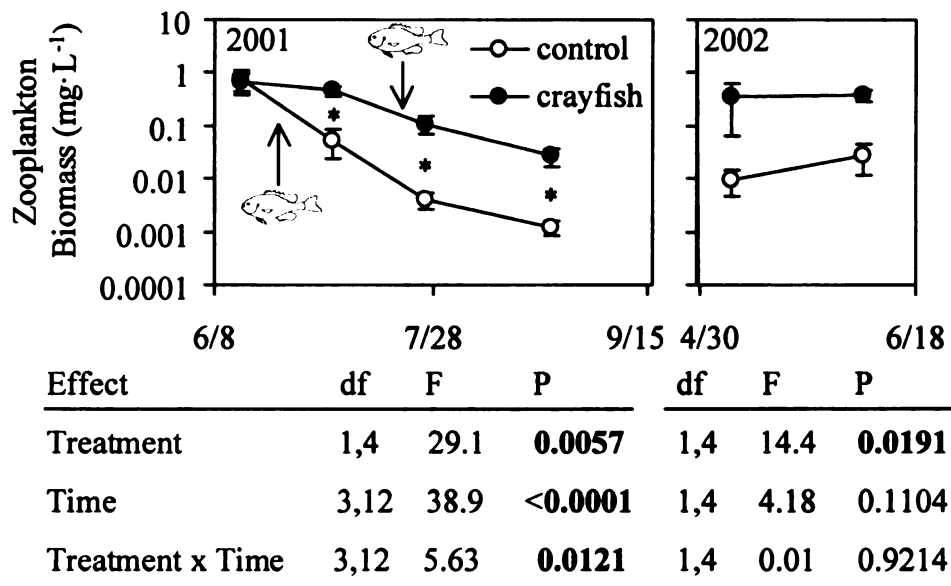 10
1
0.1
0.01
0.001
0.0001
Zooplankton
Biomass (mg·L⁻¹)
2001
control
crayfish
*
*
*
2002
6/8 7/28 9/15 4/30 6/18
Effect df F P df F P
Treatment 1,4 29.1 0.0057 1,4 14.4 0.0191
Time 3,12 38.9 <0.0001 1,4 4.18 0.1104
Treatment x Time 3,12 5.63 0.0121 1,4 0.01 0.9214